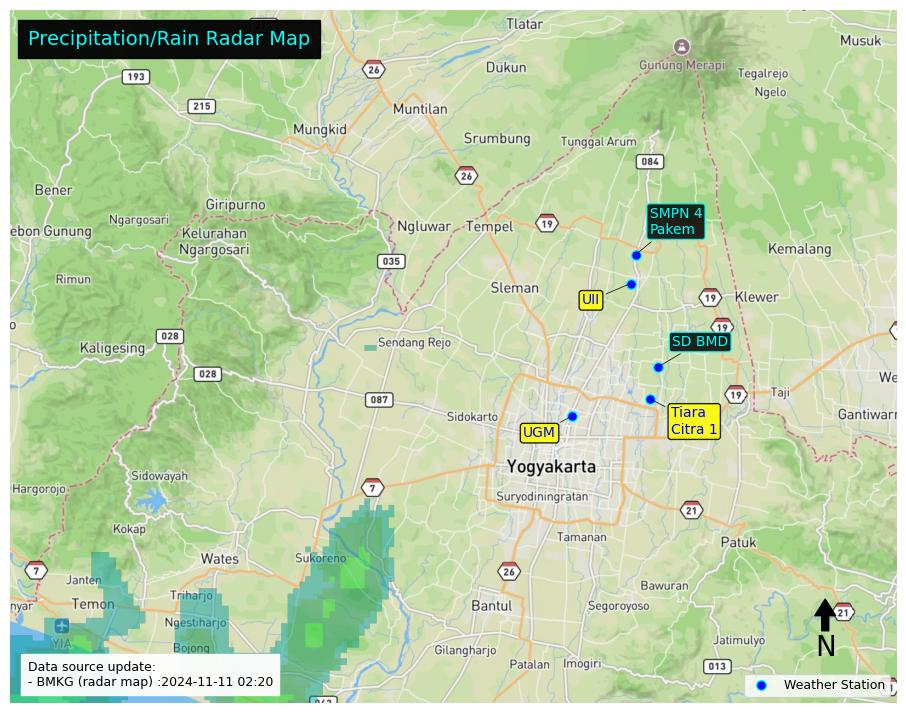 Precipitation/Rain Radar Map
Tlatar
Musuk
26
193
Dukun
Gunung Merapi
Tegalrejo
Ngelo
215
Muntilan
Mungkid
Srumbung
Tunggal Arum
084
26
Bener
Giripurno
SMPN 4
Pakem
Ngargosari
ebon Gunung
Kelurahan
Ngargosari
Ngluwar
Tempel
19
Kemalang
035
Rimun
Sleman
UII
19
Klewer
19
028
Kaligesing
Sendang Rejo
SD BMD
028
087
19
Taji
We
Sidokarto
Tiara
Citra 1
Gantiwarn
UGM
Yogyakarta
Sidowayah
Hargorojo
7
Suryodiningratan
21
Kokap
Tamanan
Patuk
Wates
Sukoreno
7
Janten
26
Bawuran
nyar
Temon
Triharjo
Bantul
Segoroyoso
21
Ngestiharjo
YIA
Bojong
Gilangharjo
Jatimulyo
N
Patalan
Imogiri
013
Data source update:
- BMKG (radar map) :2024-11-11 02:20
Weather Station